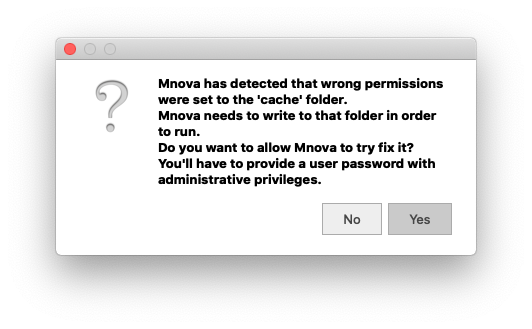 Mnova has detected that wrong permissions
were set to the 'cache' folder.
Mnova needs to write to that folder in order
to run.
Do you want to allow Mnova to try fix it?
You'll have to provide a user password with
administrative privileges.
No Yes